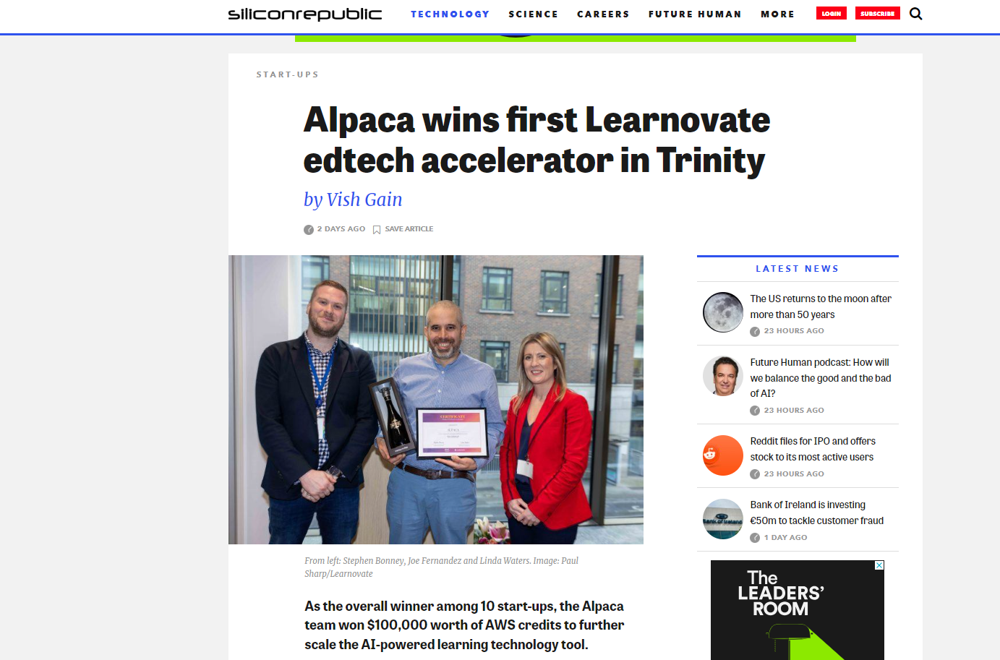 siliconrepublic
TECHNOLOGY
SCIENCE
CAREERS
FUTURE HUMAN
MORE
LOGIN
SUBSCRIBE
START-UPS
Alpaca wins first Learnovate
edtech accelerator in Trinity
by Vish Gain
2 DAYS AGO
SAVE ARTICLE
CERTIFICATE
From left: Stephen Bonney, Joe Fernandez and Linda Waters. Image: Paul
Sharp/Learnovate
As the overall winner among 10 start-ups, the Alpaca
team won $100,000 worth of AWS credits to further
scale the AI-powered learning technology tool.
LATEST NEWS
The US returns to the moon after
more than 50 years
23 HOURS AGO
Future Human podcast: How will
we balance the good and the bad
of AI?
23 HOURS AGO
Reddit files for IPO and offers
stock to its most active users
23 HOURS AGO
Bank of Ireland
Bank of Ireland is investing
€50m to tackle customer fraud
1 DAY AGO
The
LEADERS'
ROOM